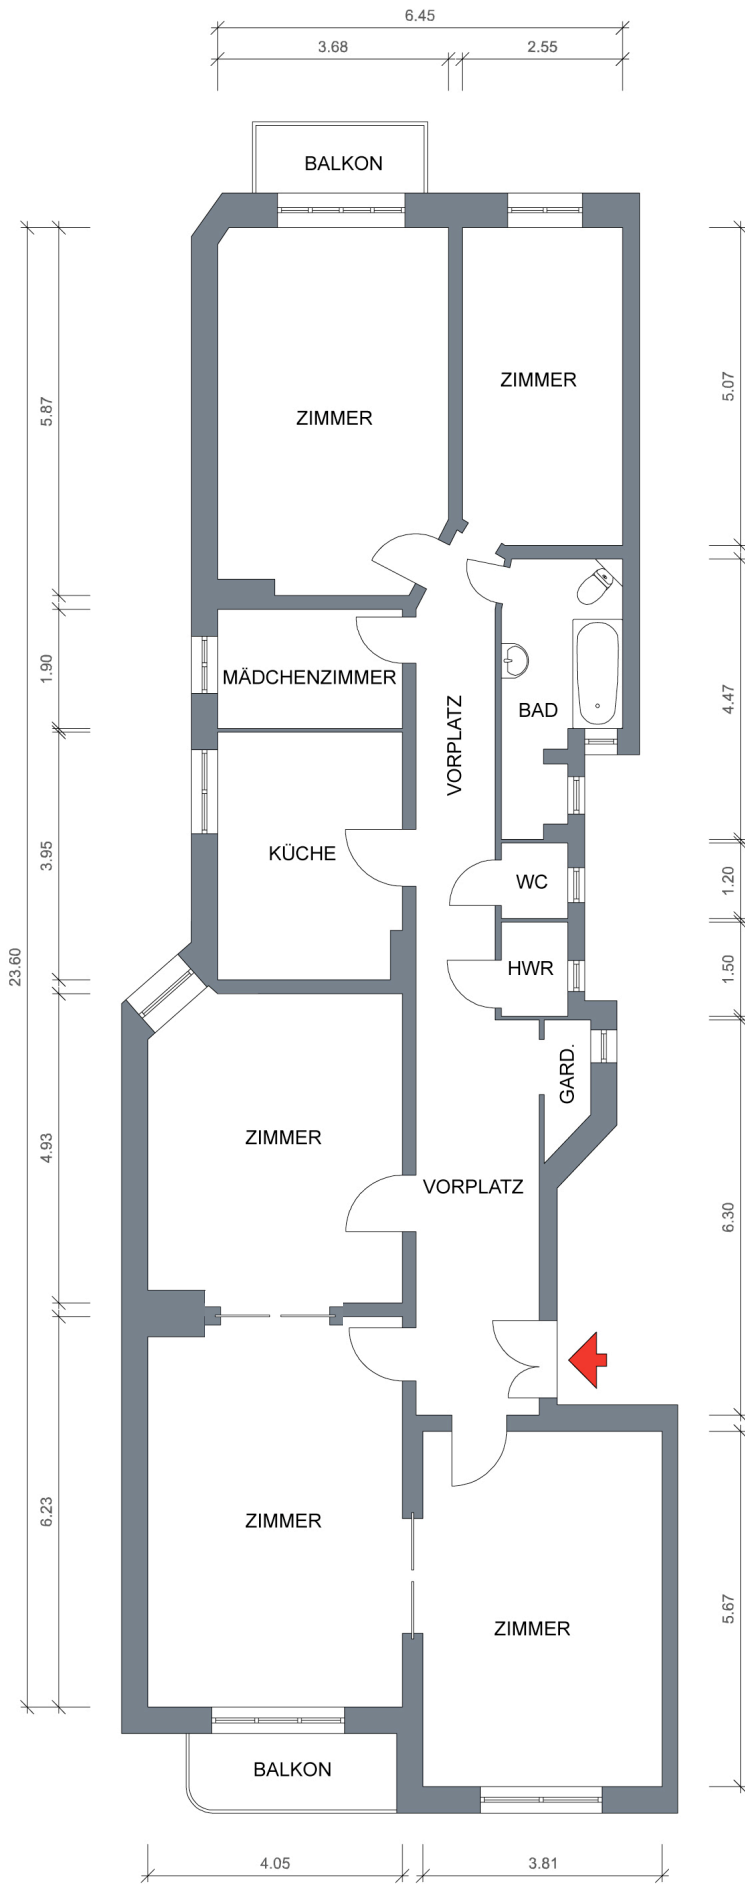 6.45
3.68
2.55
BALKON
ZIMMER
ZIMMER
5.87
5.07
MÄDCHENZIMMER
1.90
VORPLATZ
BAD
4.47
KÜCHE
3.95
WC
1.20
HWR
1.50
23.60
GARD.
ZIMMER
4.93
VORPLATZ
6.30
ZIMMER
6.23
ZIMMER
5.67
BALKON
4.05
3.81